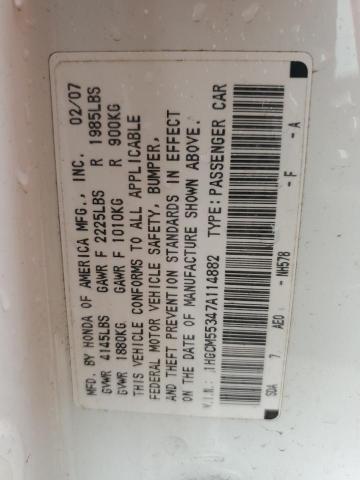 MFD. BY HONDA OF AMERICA MFG., INC. 02/07
GVWR 4145LBS GAWR F 2225LBS R 1985LBS
GVWR 1880KG GAWR F 1010KG R 900KG
THIS VEHICLE CONFORMS TO ALL APPLICABLE
FEDERAL MOTOR VEHICLE SAFETY, BUMPER,
AND THEFT PREVENTION STANDARDS IN EFFECT
ON THE DATE OF MANUFACTURE SHOWN ABOVE.
V.I.N.: 1HGCM55347A114882 TYPE:PASSENGER CAR
SDA 7 AEO - NH578 - F - A